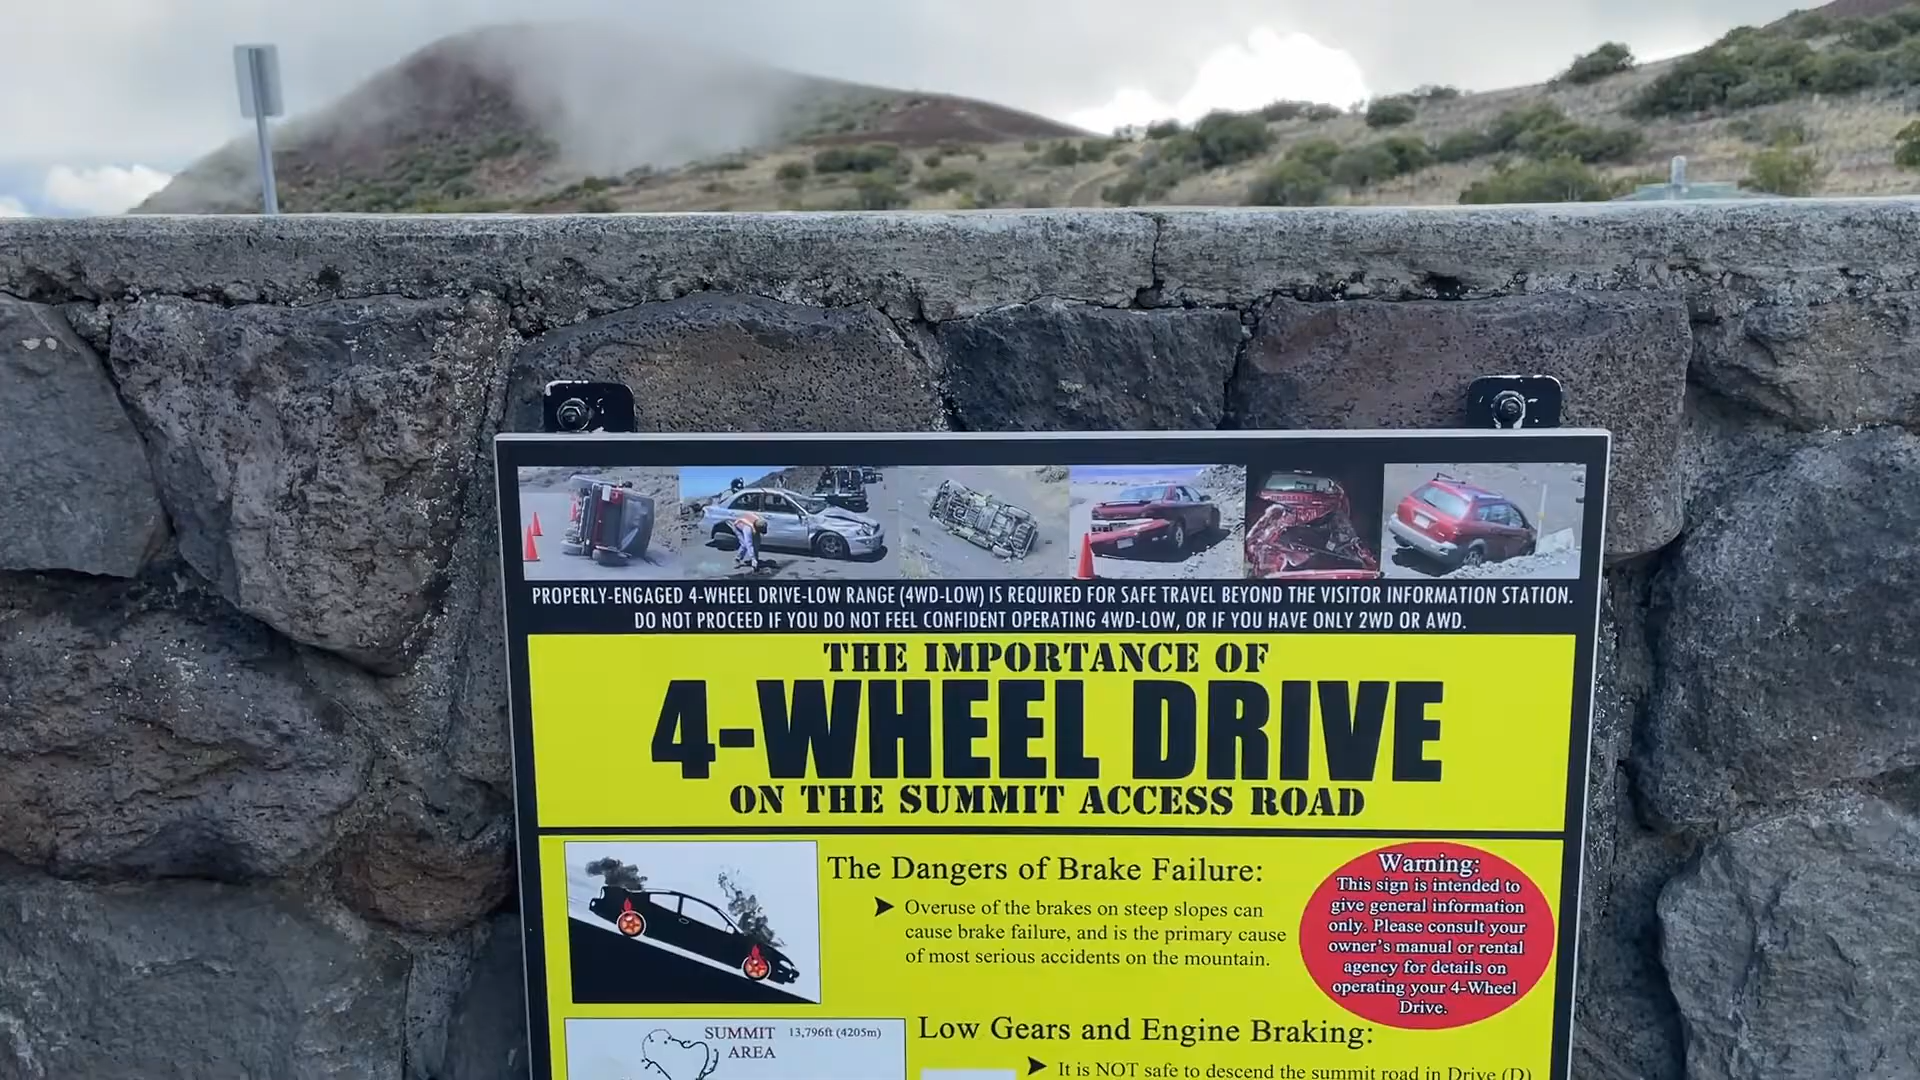 PROPERLY-ENGAGED 4-WHEEL DRIVE-LOW RANGE (4WD-LOW) IS REQUIRED FOR SAFE TRAVEL BEYOND THE VISITOR INFORMATION STATION.
DO NOT PROCEED IF YOU DO NOT FEEL CONFIDENT OPERATING 4WD-LOW, OR IF YOU HAVE ONLY 2WD OR AWD.
THE IMPORTANCE OF
4-WHEEL DRIVE
ON THE SUMMIT ACCESS ROAD
The Dangers of Brake Failure:
➤ Overuse of the brakes on steep slopes can
cause brake failure, and is the primary cause
of most serious accidents on the mountain.
Warning:
This sign is intended to
give general information
only. Please consult your
owner's manual or rental
agency for details on
operating your 4-Wheel
Drive.
SUMMIT 13,796ft (4205m)
AREA
Low Gears and Engine Braking:
➤ It is NOT safe to descend the summit road in Drive (D)